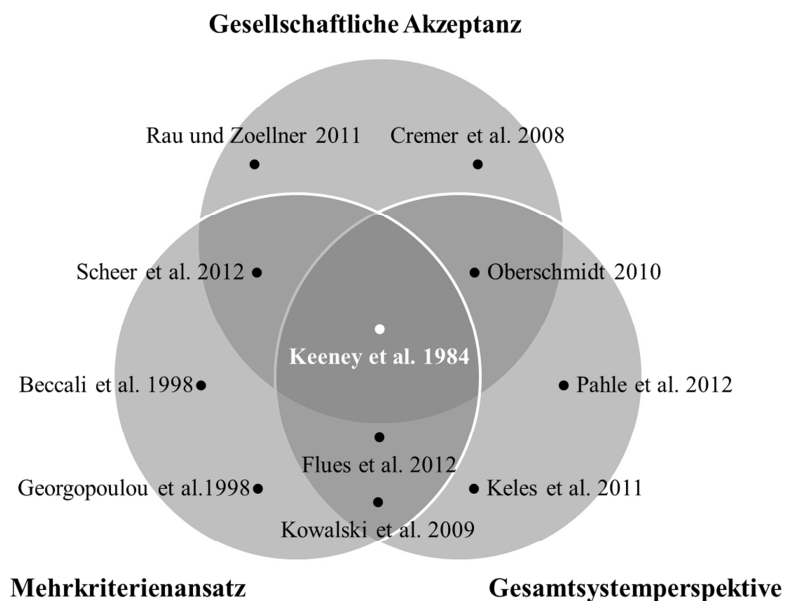 Gesellschaftliche Akzeptanz
Rau und Zoellner 2011
Cremer et al. 2008
Scheer et al. 2012
Oberschmidt 2010
Keeney et al. 1984
Beccali et al. 1998
Pahle et al. 2012
Flues et al. 2012
Georgopoulou et al.1998
Keles et al. 2011
Kowalski et al. 2009
Mehrkriterienansatz
Gesamtsystemperspektive